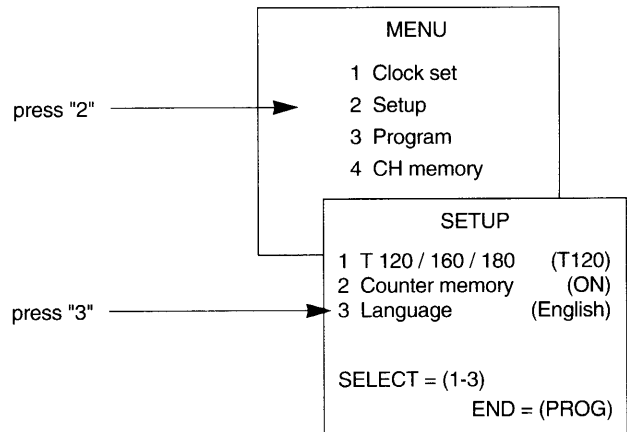 MENU
1 Clock set
press "2"
2 Setup
3 Program
4 CH memory
SETUP
1 T 120 / 160 / 180 (T120)
2 Counter memory (ON)
press "3"
3 Language (English)
SELECT = (1-3)
END = (PROG)